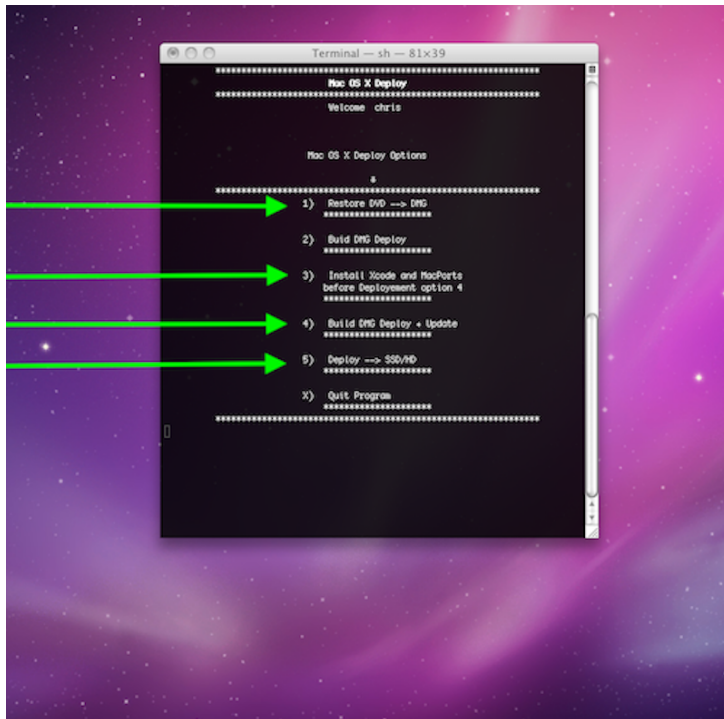 Terminal — sh — 81×39
******************************************************
Mac OS X Deploy
******************************************************
Welcome chris
Mac OS X Deploy Options
*
******************************************************
1) Restore DVD --> DMG
******************
2) Buid DMG Deploy
******************
3) Install Xcode and MacPorts
before Deployement option 4
******************
4) Build DMG Deploy + Update
******************
5) Deploy --> SSD/HD
******************
X) Quit Program
******************
******************************************************